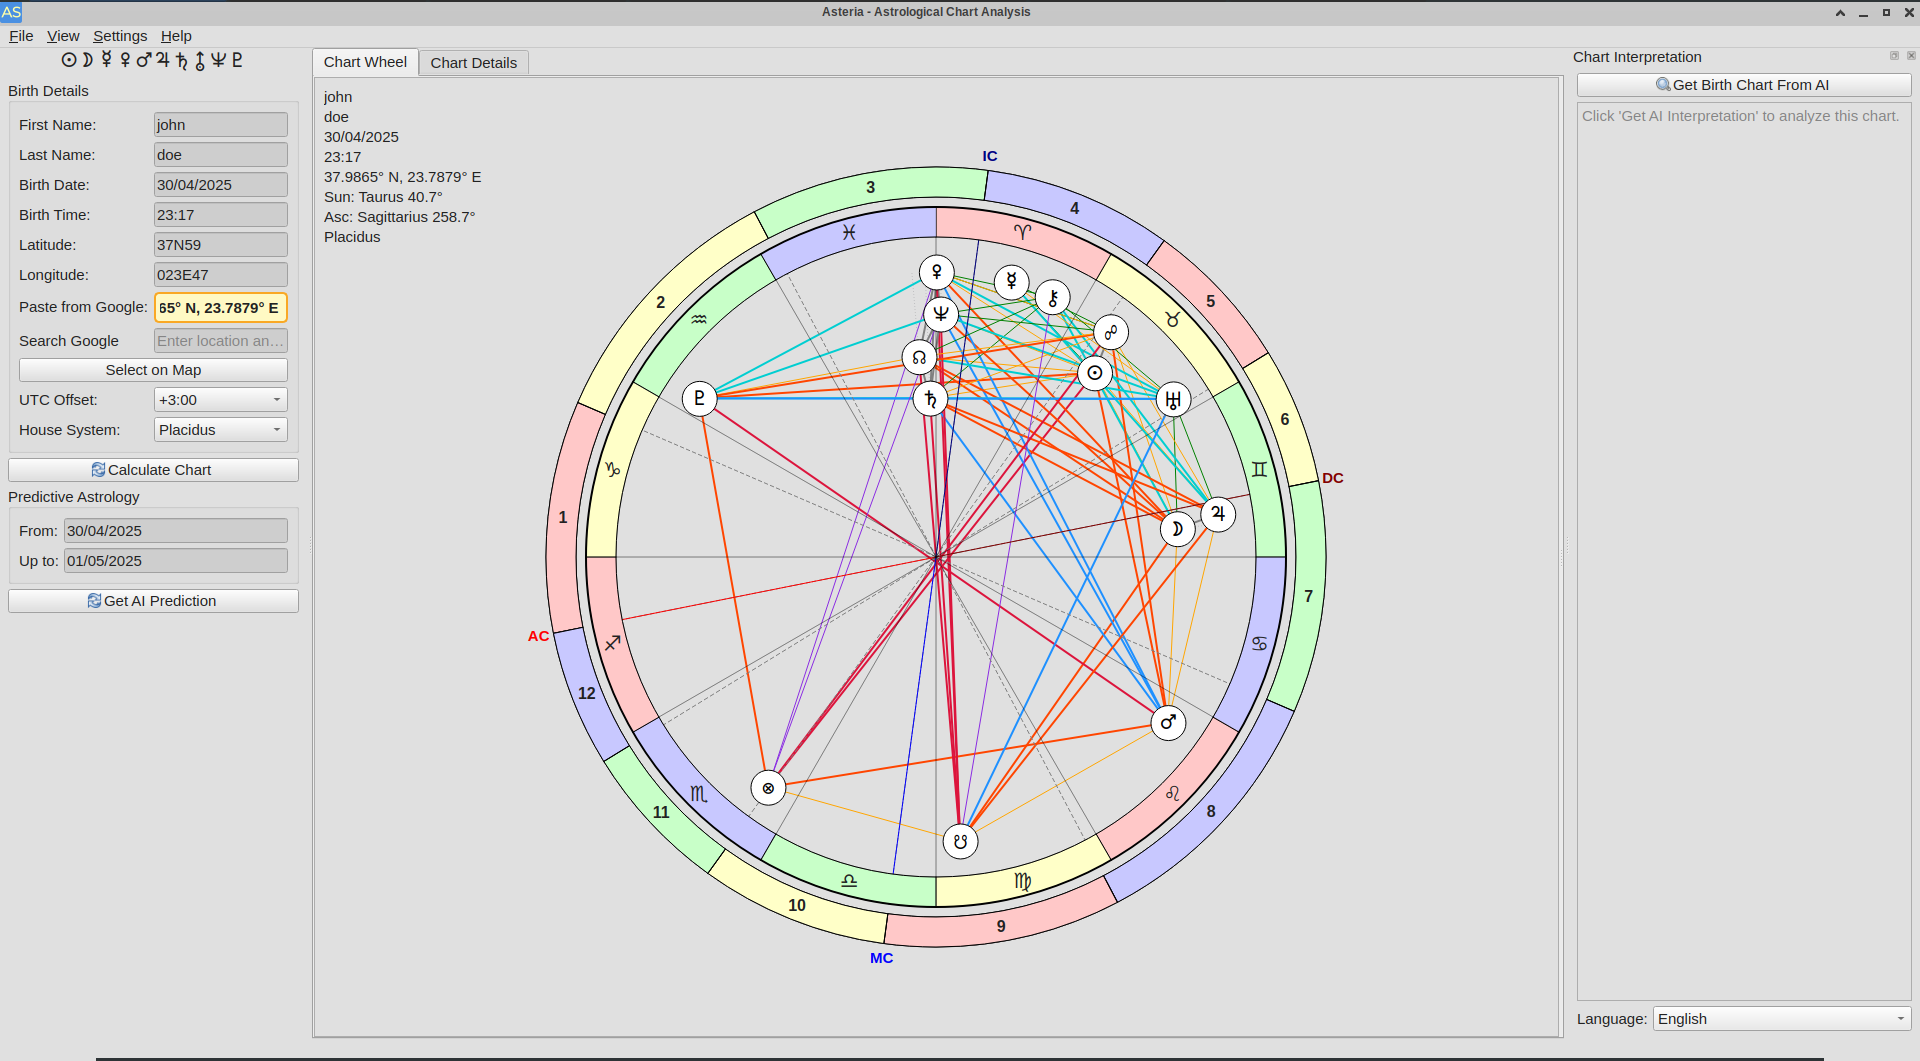 AS
Asteria - Astrological Chart Analysis
File View Settings Help
☉☽☿♀♂♃♄⛢♆♇
Birth Details
First Name: john
Last Name: doe
Birth Date: 30/04/2025
Birth Time: 23:17
Latitude: 37N59
Longitude: 023E47
Paste from Google: 65° N, 23.7879° E
Search Google Enter location an…
Select on Map
UTC Offset: +3:00
House System: Placidus
Calculate Chart
Predictive Astrology
From: 30/04/2025
Up to: 01/05/2025
Get AI Prediction
Chart Wheel Chart Details
john
doe
30/04/2025
23:17
37.9865° N, 23.7879° E
Sun: Taurus 40.7°
Asc: Sagittarius 258.7°
Placidus
IC
3
4
♓ ♈
2
5
♀ ☿ ⚷
♆ ☍
♒ ♉
☊ ☉
♇ ♄ ♅
6
♑ ♊
DC
1
♃
☽
7
AC
♐ ♋
12
♂
⊗
♏ ♌
11
8
☋
♎ ♍
10
9
MC
Chart Interpretation
Get Birth Chart From AI
Click 'Get AI Interpretation' to analyze this chart.
Language: English